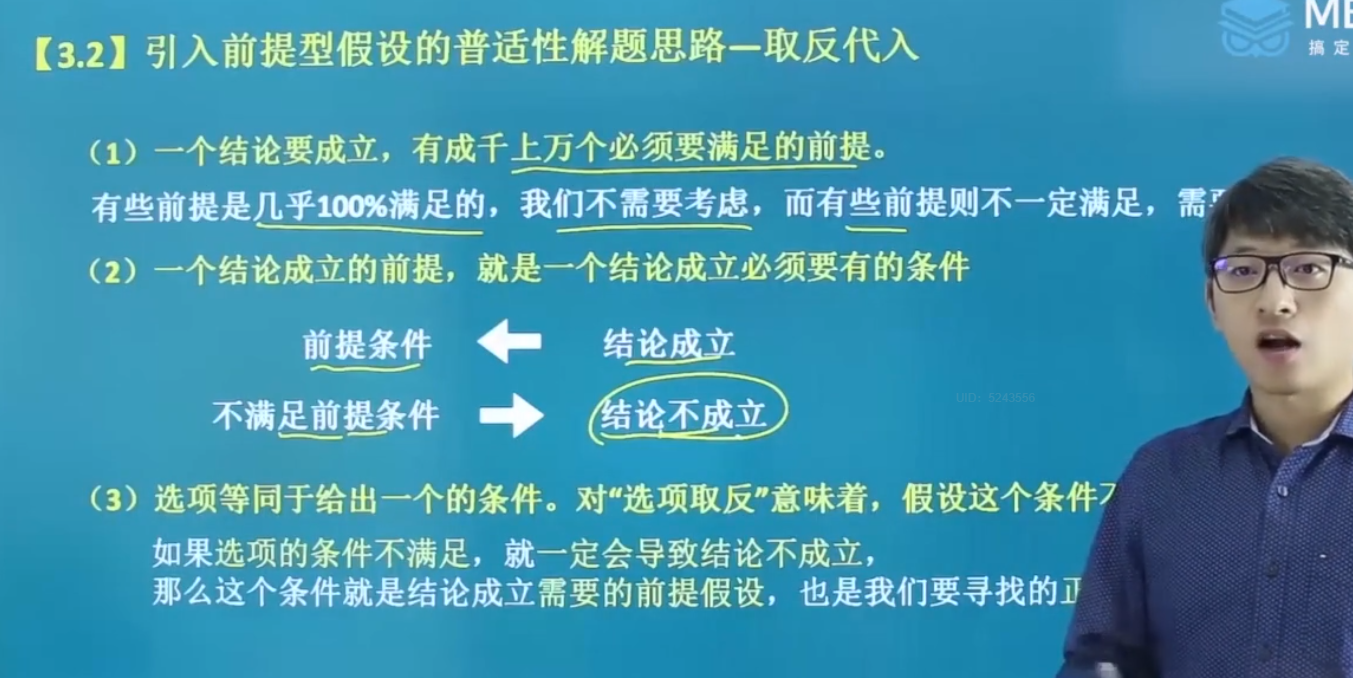 【3.2】引入前提型假设的普适性解题思路—取反代入
ME
搞定
（1）一个结论要成立，有成千上万个必须要满足的前提。
有些前提是几乎100%满足的，我们不需要考虑，而有些前提则不一定满足，需
（2）一个结论成立的前提，就是一个结论成立必须要有的条件
前提条件 ← 结论成立
不满足前提条件 → 结论不成立
UID: 5243556
（3）选项等同于给出一个的条件。对“选项取反”意味着，假设这个条件
如果选项的条件不满足，就一定会导致结论不成立，
那么这个条件就是结论成立需要的前提假设，也是我们要寻找的